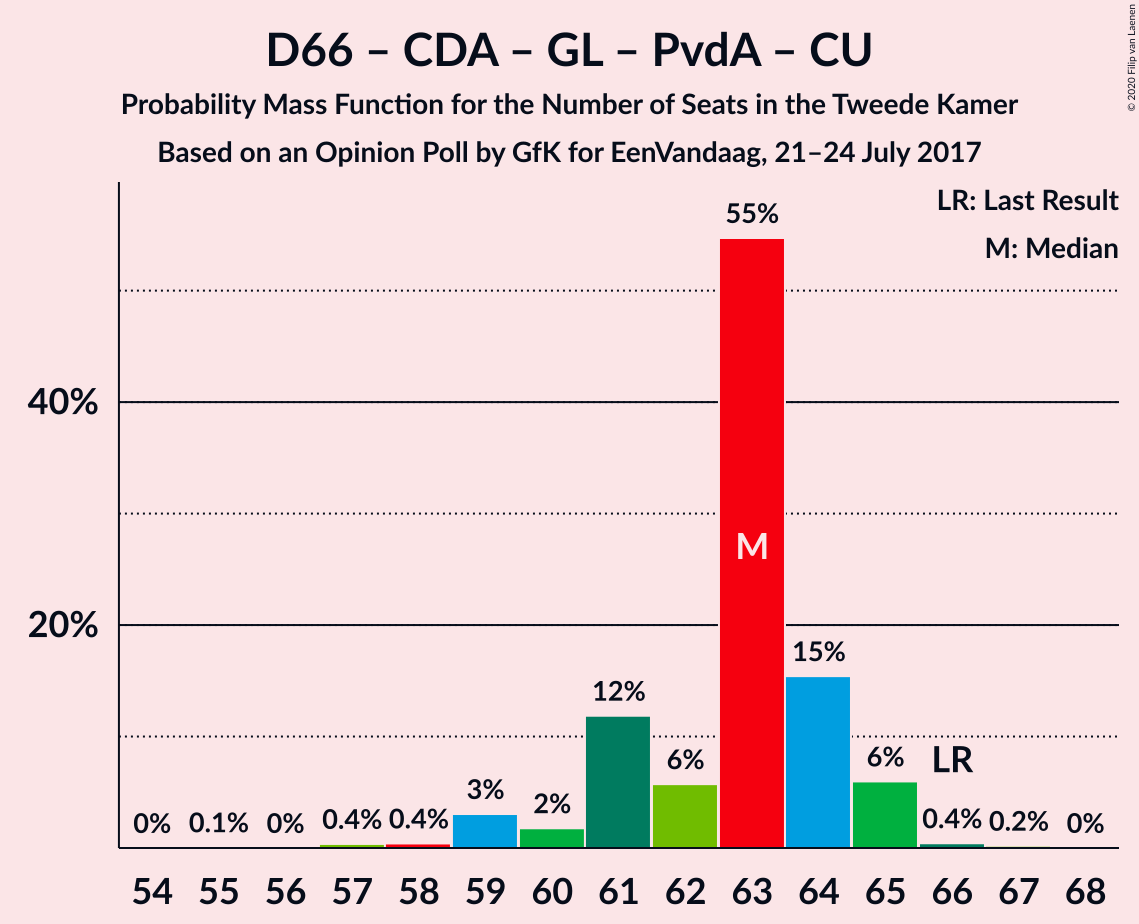 D66 – CDA – GL – PvdA – CU
Probability Mass Function for the Number of Seats in the Tweede Kamer
Based on an Opinion Poll by GfK for EenVandaag, 21–24 July 2017
© 2020 Filip van Laenen
LR: Last Result
M: Median
55%
40%
M
20%
15%
12%
6%
6%
LR
3%
2%
0% 0.1% 0% 0.4% 0.4% 0.4% 0.2% 0%
54 55 56 57 58 59 60 61 62 63 64 65 66 67 68